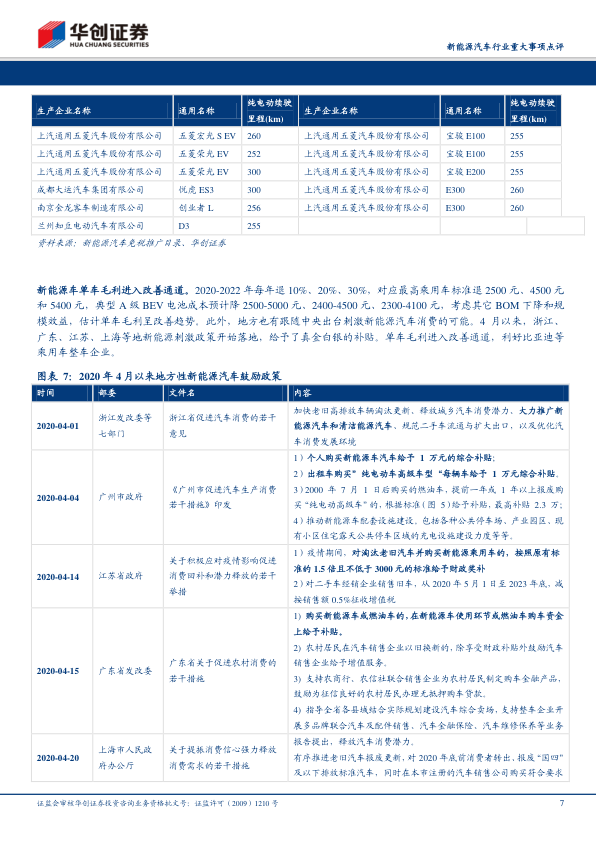 华创证券
HUA CHUANG SECURITIES
新能源汽车行业重大事项点评
生产企业名称 通用名称 纯电动续驶里程(km) 生产企业名称 通用名称 纯电动续驶里程(km)
上汽通用五菱汽车股份有限公司 五菱宏光 S EV 260 上汽通用五菱汽车股份有限公司 宝骏 E100 255
上汽通用五菱汽车股份有限公司 五菱荣光 EV 252 上汽通用五菱汽车股份有限公司 宝骏 E100 255
上汽通用五菱汽车股份有限公司 五菱荣光 EV 300 上汽通用五菱汽车股份有限公司 宝骏 E200 255
成都大运汽车集团有限公司 悦虎 ES3 300 上汽通用五菱汽车股份有限公司 E300 260
南京金龙客车制造有限公司 创业者 L 256 上汽通用五菱汽车股份有限公司 E300 260
兰州知豆电动汽车有限公司 D3 255
资料来源：新能源汽车免税推广目录、华创证券
新能源车单车毛利进入改善通道。2020-2022 年每年退 10%、20%、30%，对应最高乘用车标准退 2500 元、4500 元
和 5400 元，典型 A 级 BEV 电池成本预计降 2500-5000 元、2400-4500 元、2300-4100 元，考虑其它 BOM 下降和规
模效益，估计单车毛利呈改善趋势。此外，地方也有跟随中央出台刺激新能源汽车消费的可能。4 月以来，浙江、
广东、江苏、上海等地新能源刺激政策开始落地，给予了真金白银的补贴。单车毛利进入改善通道，利好比亚迪等
乘用车整车企业。
图表 7：2020 年 4 月以来地方性新能源汽车鼓励政策
时间 部委 文件名 内容
2020-04-01 浙江发改委等
七部门 浙江省促进汽车消费的若干
意见 加快老旧高排放车辆淘汰更新、释放城乡汽车消费潜力、大力推广新
能源汽车和清洁能源汽车、规范二手车流通与扩大出口，以及优化汽
车消费发展环境
2020-04-04 广州市政府 《广州市促进汽车生产消费
若干措施》印发 1）个人购买新能源车汽车给予 1 万元的综合补贴；
2）出租车购买”纯电动车高级车型“每辆车给予 1 万元综合补贴。
3）2000 年 7 月 1 日后购买的燃油车，提前一年或 1 年以上报废购
买“纯电动高级车”的，根据标准（图 5）给予补贴，最高补贴 2.3 万；
4）推动新能源车配套设施建设。包括各种公共停车场、产业园区、现
有小区住宅露天公共停车区域的充电设施建设力度等等。
2020-04-14 江苏省政府 关于积极应对疫情影响促进
消费回补和潜力释放的若干
举措 1）疫情期间，对淘汰老旧汽车并购买新能源乘用车的，按照原有标
准的 1.5 倍且不低于 3000 元的标准给予财政奖补
2）对二手车经销企业销售旧车，从 2020 年 5 月 1 日至 2023 年底，减
按销售额 0.5%征收增值税
2020-04-15 广东省发改委 广东省关于促进农村消费的
若干措施 1）购买新能源车或燃油车的，在新能源车使用环节或燃油车购车资金
上给予补贴。
2）农村居民在汽车销售企业以旧换新的，除享受财政补贴外鼓励汽车
销售企业给予增值服务。
3）支持农商行、农信社联合销售企业为农村居民制定购车金融产品，
鼓励为征信良好的农村居民办理无抵押购车贷款。
4）指导全省各县域结合实际规划建设汽车综合卖场，支持整车企业开
展多品牌联合汽车及配件销售、汽车金融保险、汽车维修保养等业务
2020-04-20 上海市人民政
府办公厅 关于提振消费信心强力释放
消费需求的若干措施 报告提出，释放汽车消费潜力。
有序推进老旧汽车报废更新，对 2020 年底前消费者转出，报废“国四”
及以下排放标准汽车，同时在本市注册的汽车销售公司购买符合要求
证监会审核华创证券投资咨询业务资格批文号：证监许可（2009）1210 号
7